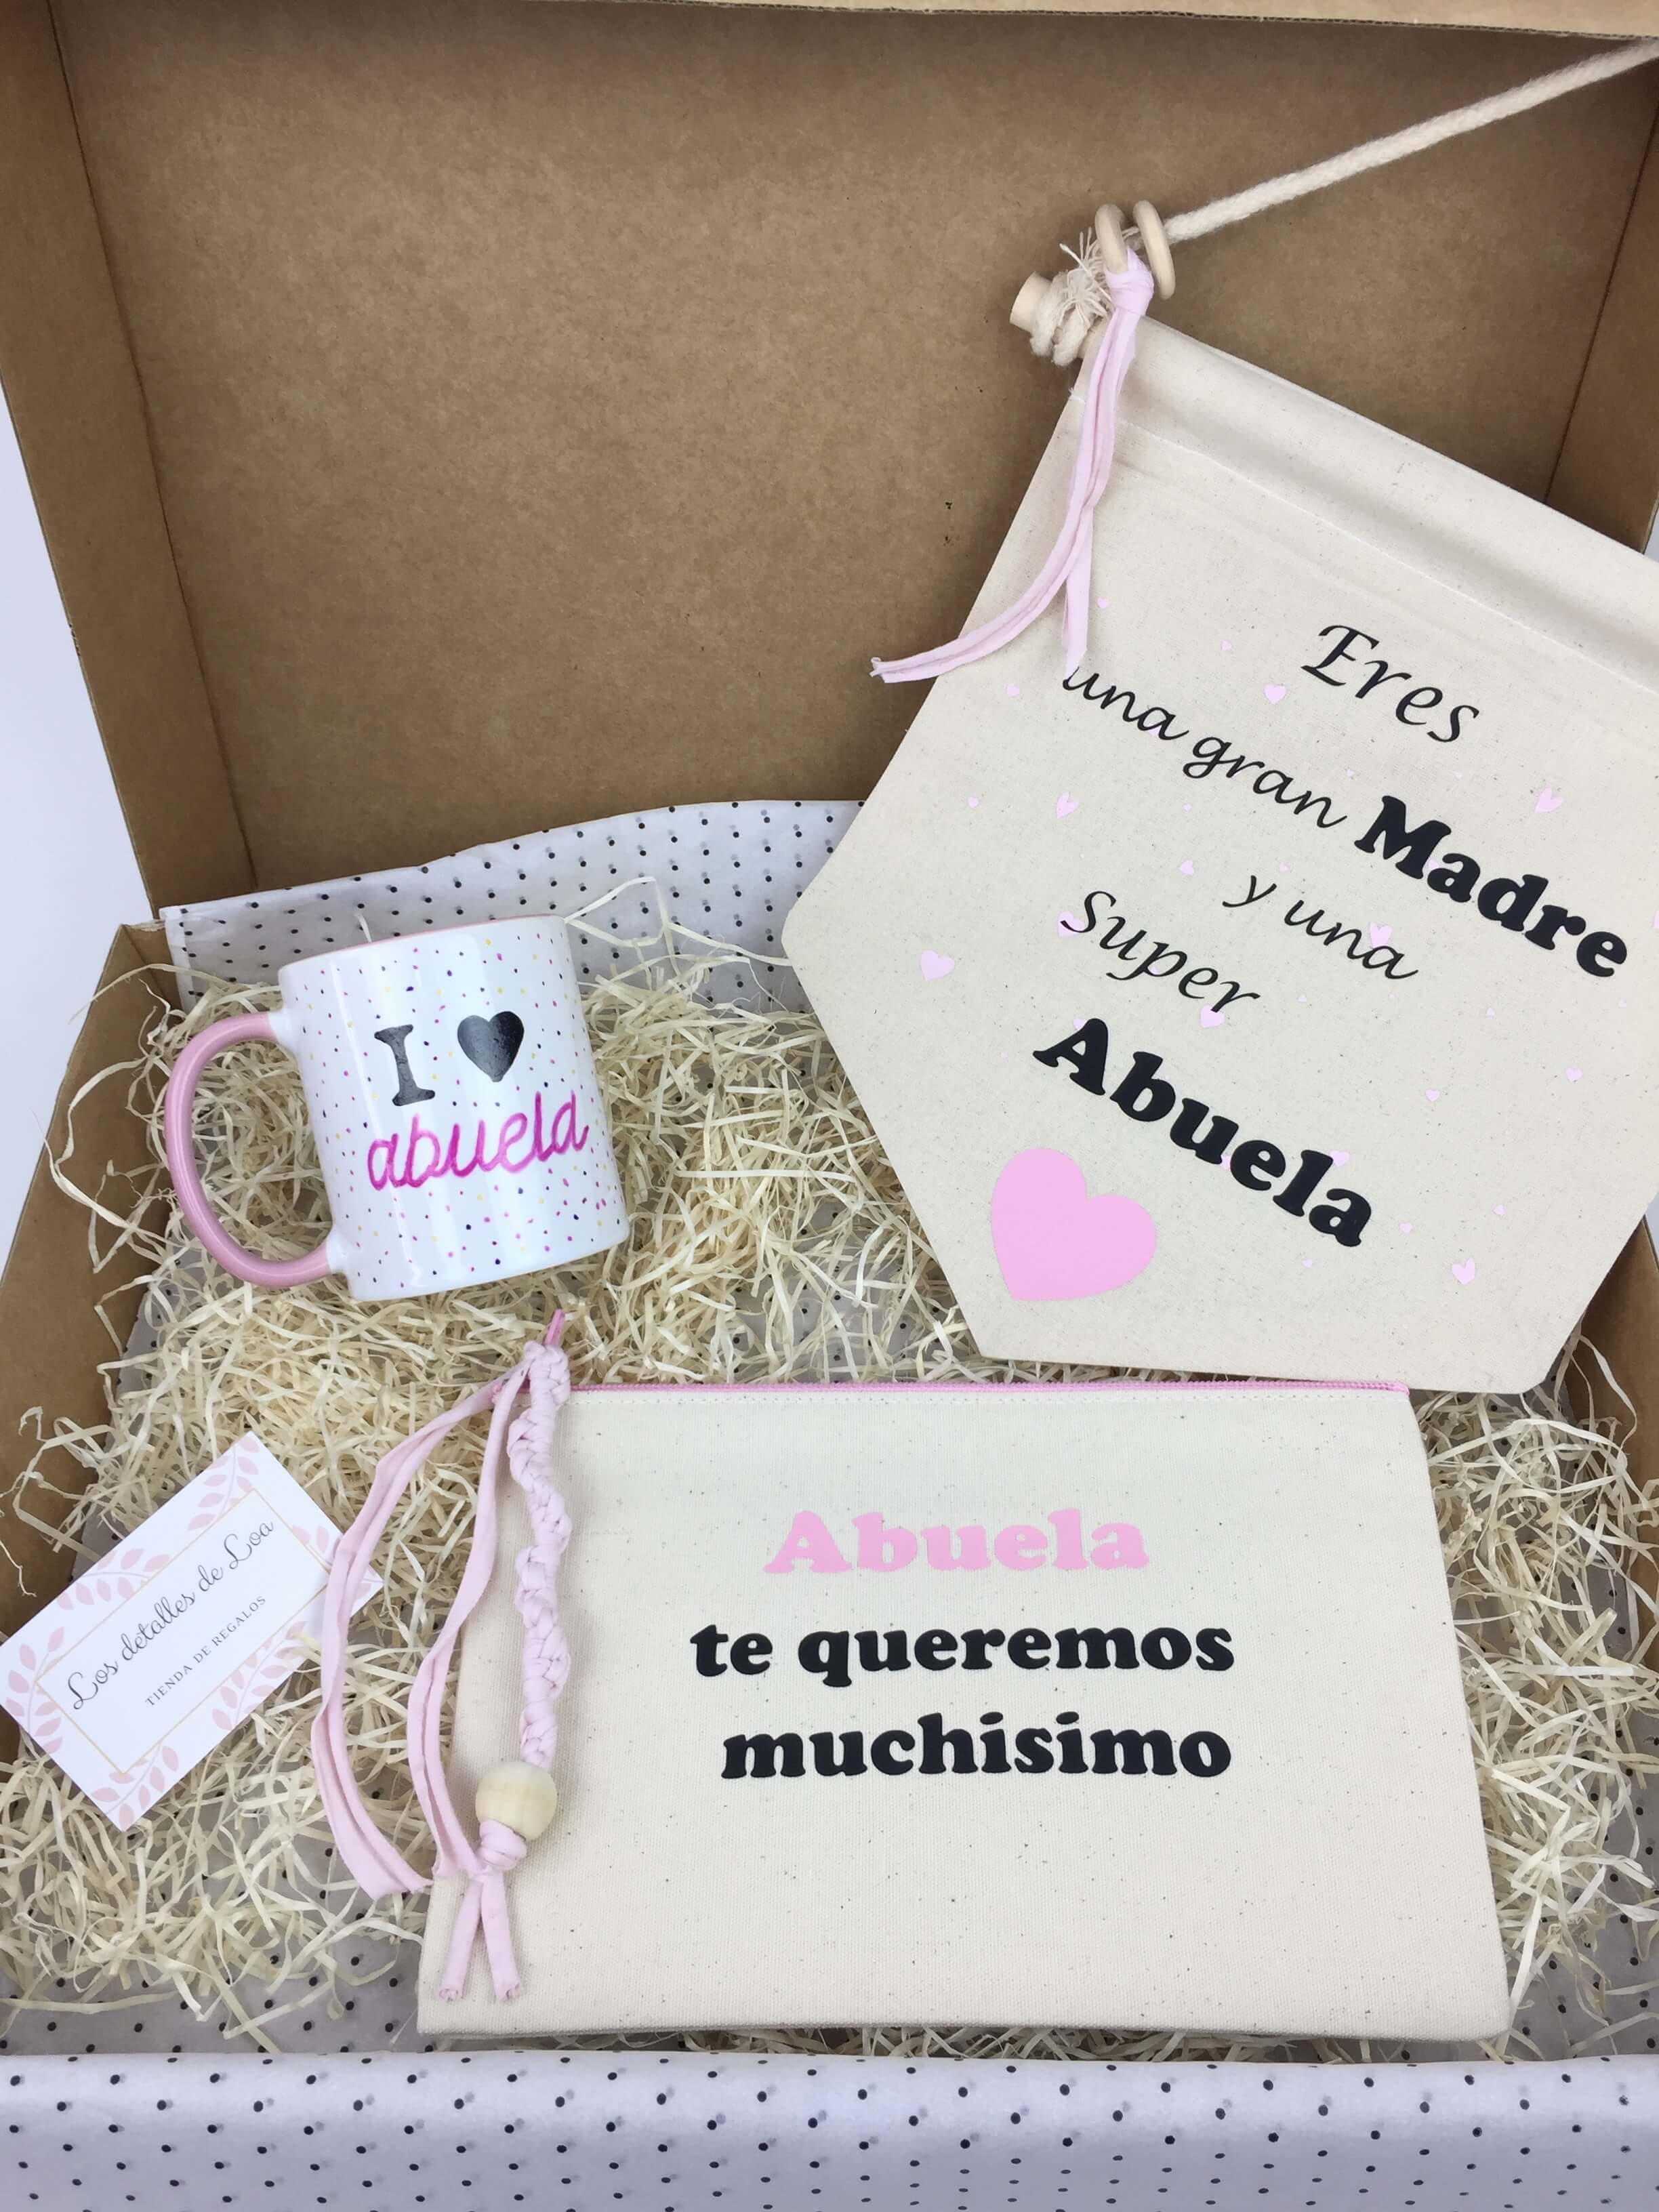 Eres
una gran Madre
y una
super
Abuela
I ♥
abuela
Abuela
te queremos
muchisimo
Los detalles de Loa
TIENDA DE REGALOS